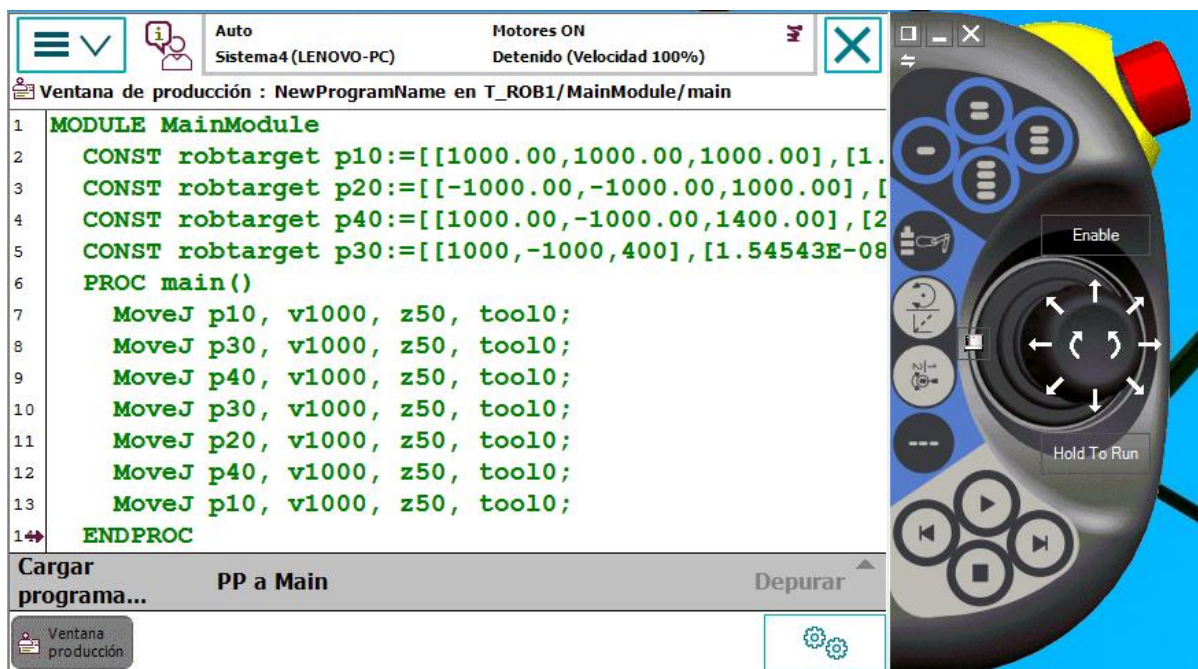 Auto
Sistema4 (LENOVO-PC)
Motores ON
Detenido (Velocidad 100%)
Ventana de producción : NewProgramName en T_ROB1/MainModule/main
1 MODULE MainModule
2 CONST robtarget p10:=[[1000.00,1000.00,1000.00],[1.
3 CONST robtarget p20:=[[-1000.00,-1000.00,1000.00],[
4 CONST robtarget p40:=[[1000.00,-1000.00,1400.00],[2
5 CONST robtarget p30:=[[1000,-1000,400],[1.54543E-08
6 PROC main()
7 MoveJ p10, v1000, z50, tool0;
8 MoveJ p30, v1000, z50, tool0;
9 MoveJ p40, v1000, z50, tool0;
10 MoveJ p30, v1000, z50, tool0;
11 MoveJ p20, v1000, z50, tool0;
12 MoveJ p40, v1000, z50, tool0;
13 MoveJ p10, v1000, z50, tool0;
1 ENDPROC
Cargar
programa...
PP a Main
Depurar
Ventana
producción
Enable
Hold To Run